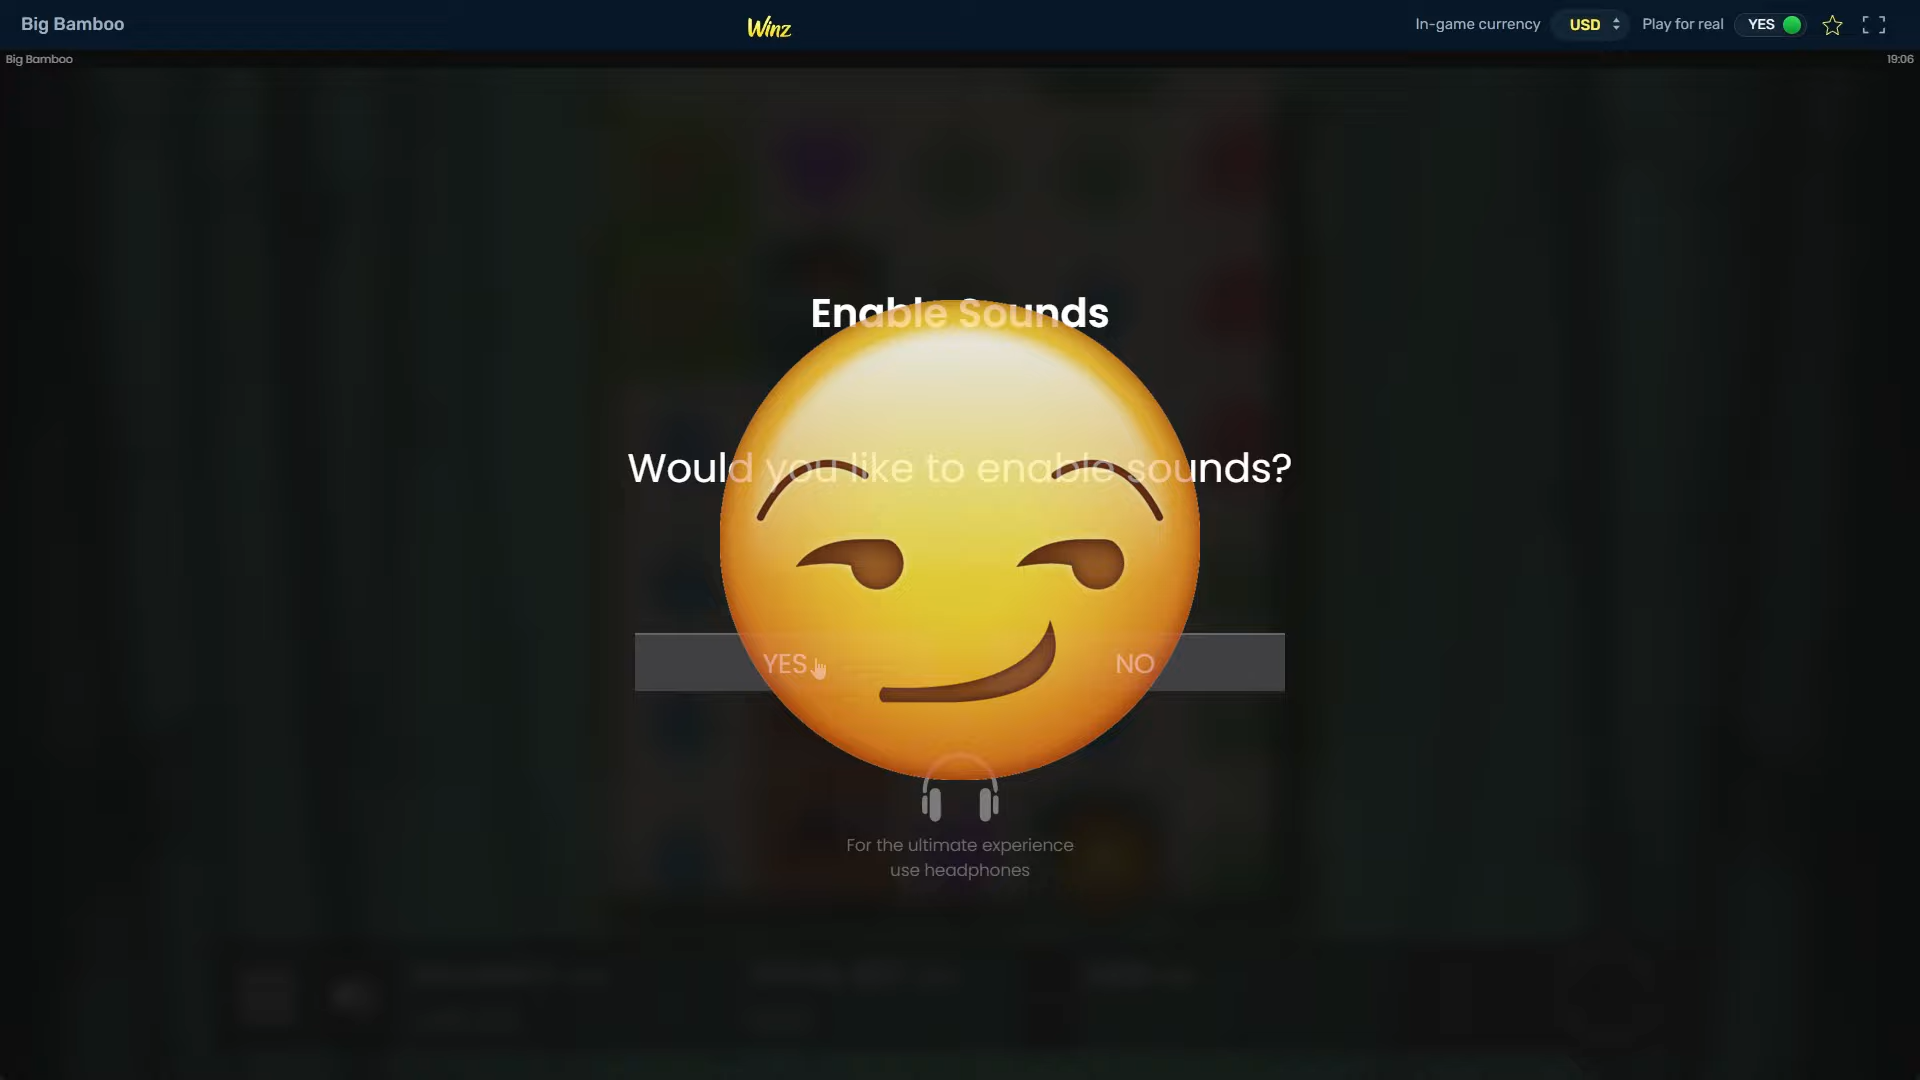 Big Bamboo
Winz
In-game currency USD Play for real YES
Big Bamboo
19:06
Enable Sounds
Would you like to enable sounds?
YES
NO
For the ultimate experience
use headphones